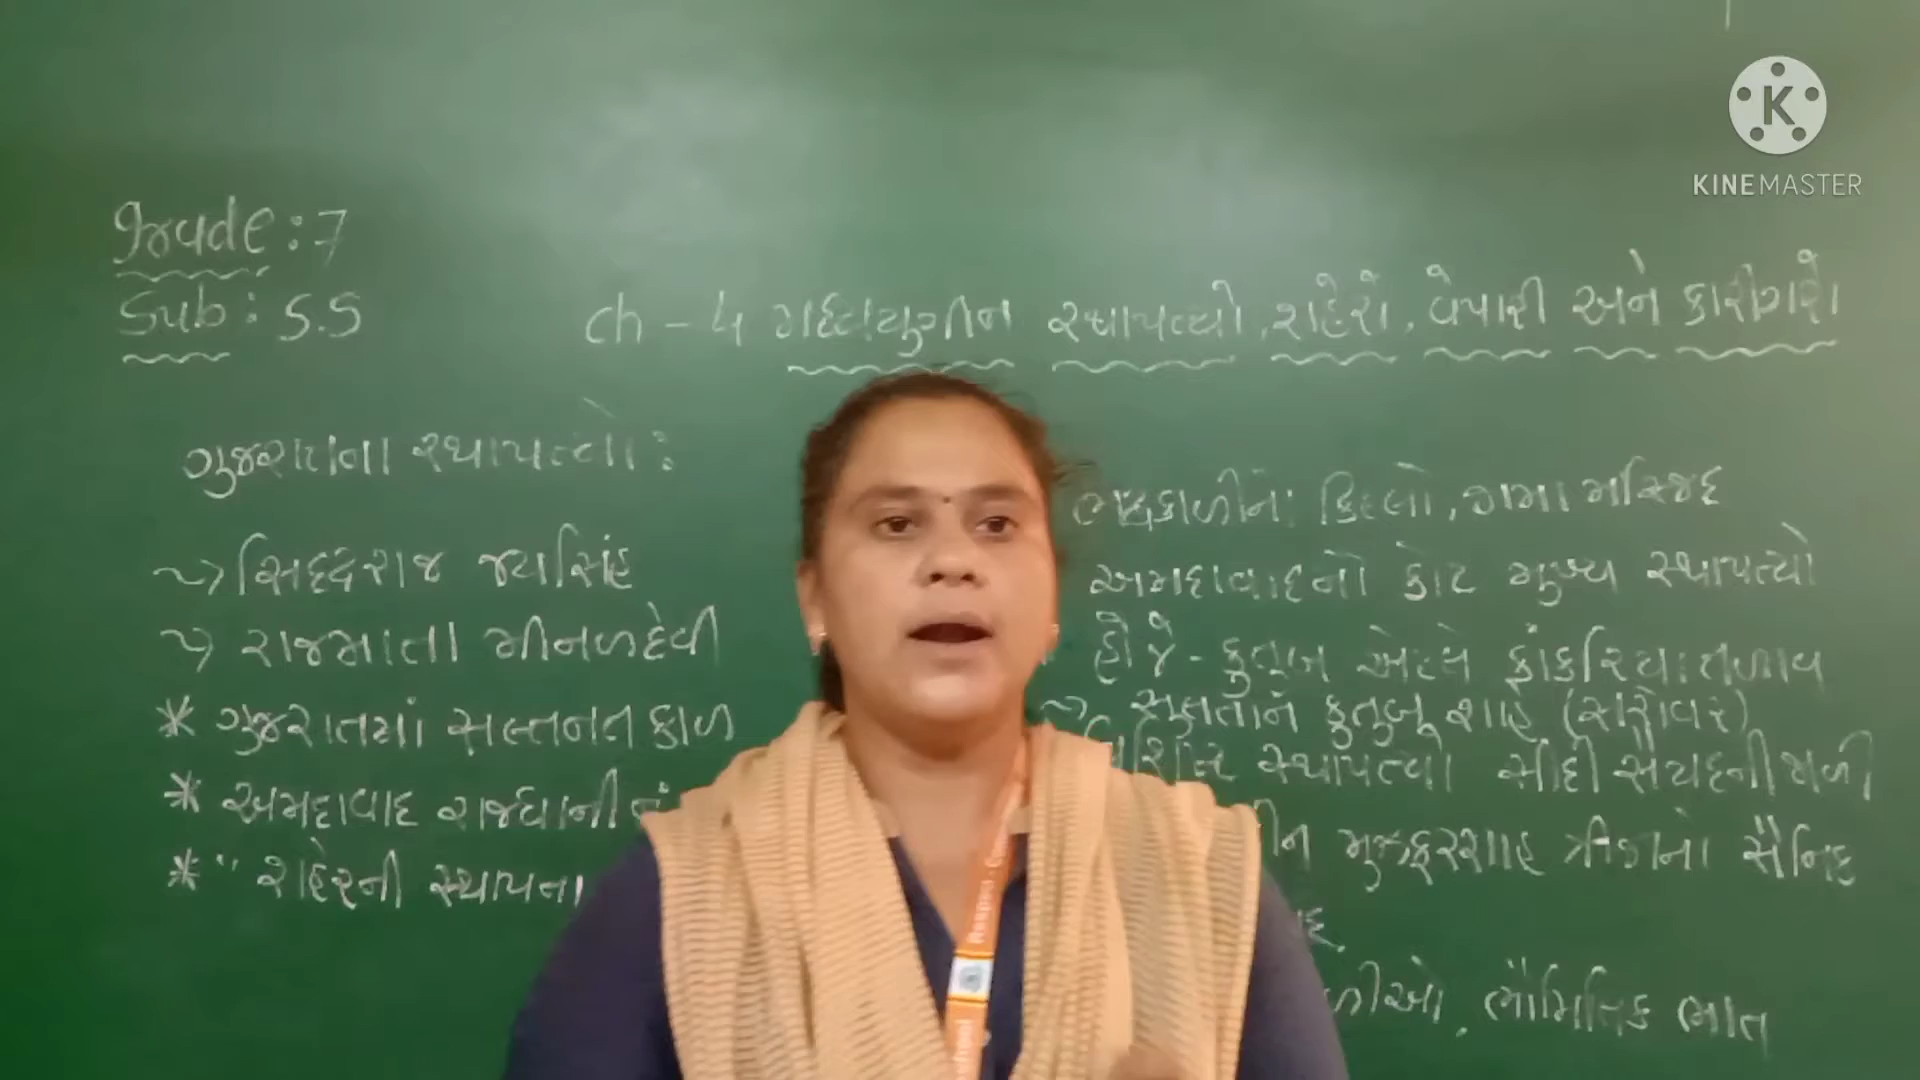 Grade : 7
Sub : S.S
Ch - 4 મધ્યયુગીન સ્થાપત્યો, શહેરો, વેપારી અને કારીગરો
ગુજરાતના સ્થાપત્યો :
સિદ્ધરાજ જયસિંહ
રાજમાતા મીનળદેવી
* ગુજરાતમાં સલ્તનત કાળ
* અમદાવાદ રાજધાની
* " શહેરની સ્થાપના
ભદ્રકાળીનો કિલ્લો, જામા મસ્જિદ
અમદાવાદનો કોટ મુખ્ય સ્થાપત્યો
હૌજે - કુતુબ એટલે કાંકરિયા તળાવ
સુલતાન કુતુબુ શાહ (સરોવર)
સ્થાપત્યો સીદી સૈયદની જાળી
મુઝફ્ફરશાહ ત્રીજાનો સૈનિક
ભૌમિતિક ભાત
K
KINEMASTER